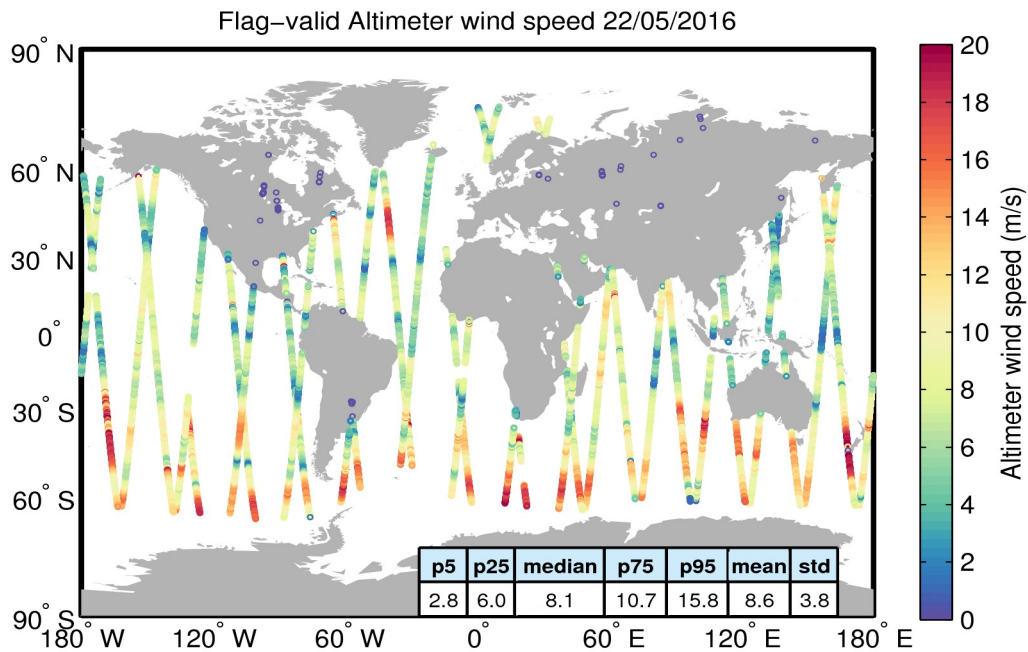 Flag−valid Altimeter wind speed 22/05/2016
90° N
60° N
30° N
0°
30° S
60° S
90° S
180° W
120° W
60° W
0°
60° E
120° E
180° E
p5 p25 median p75 p95 mean std
2.8 6.0 8.1 10.7 15.8 8.6 3.8
20
18
16
14
12
10
8
6
4
2
0
Altimeter wind speed (m/s)